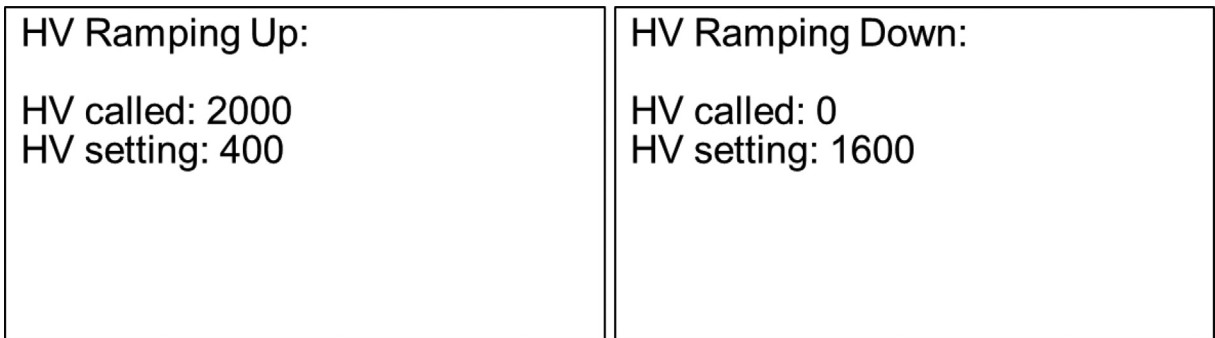 HV Ramping Up:
HV called: 2000
HV setting: 400
HV Ramping Down:
HV called: 0
HV setting: 1600